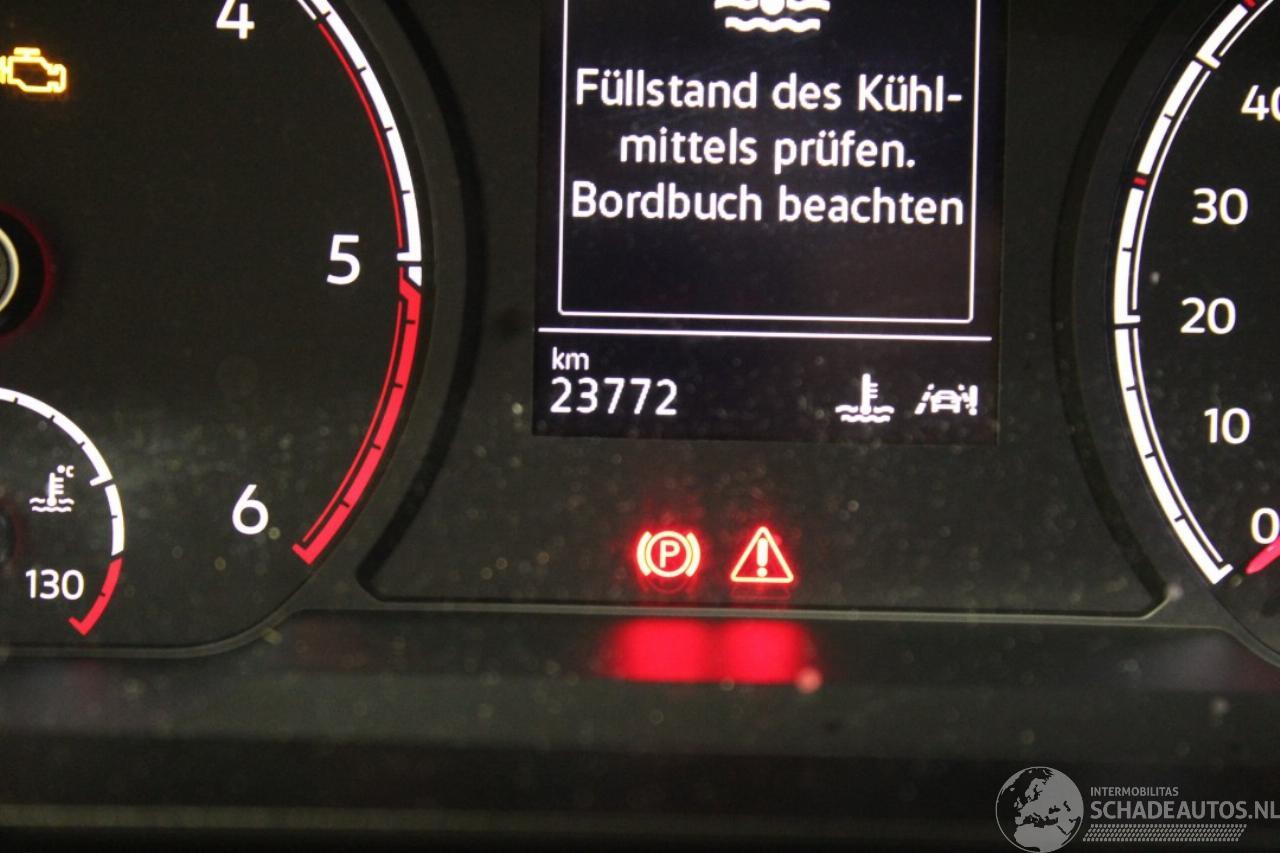 4
5
6
130
°C
Füllstand des Kühl-
mittels prüfen.
Bordbuch beachten
km
23772
P
40
30
20
10
0
INTERMOBILITAS
SCHADEAUTOS.NL